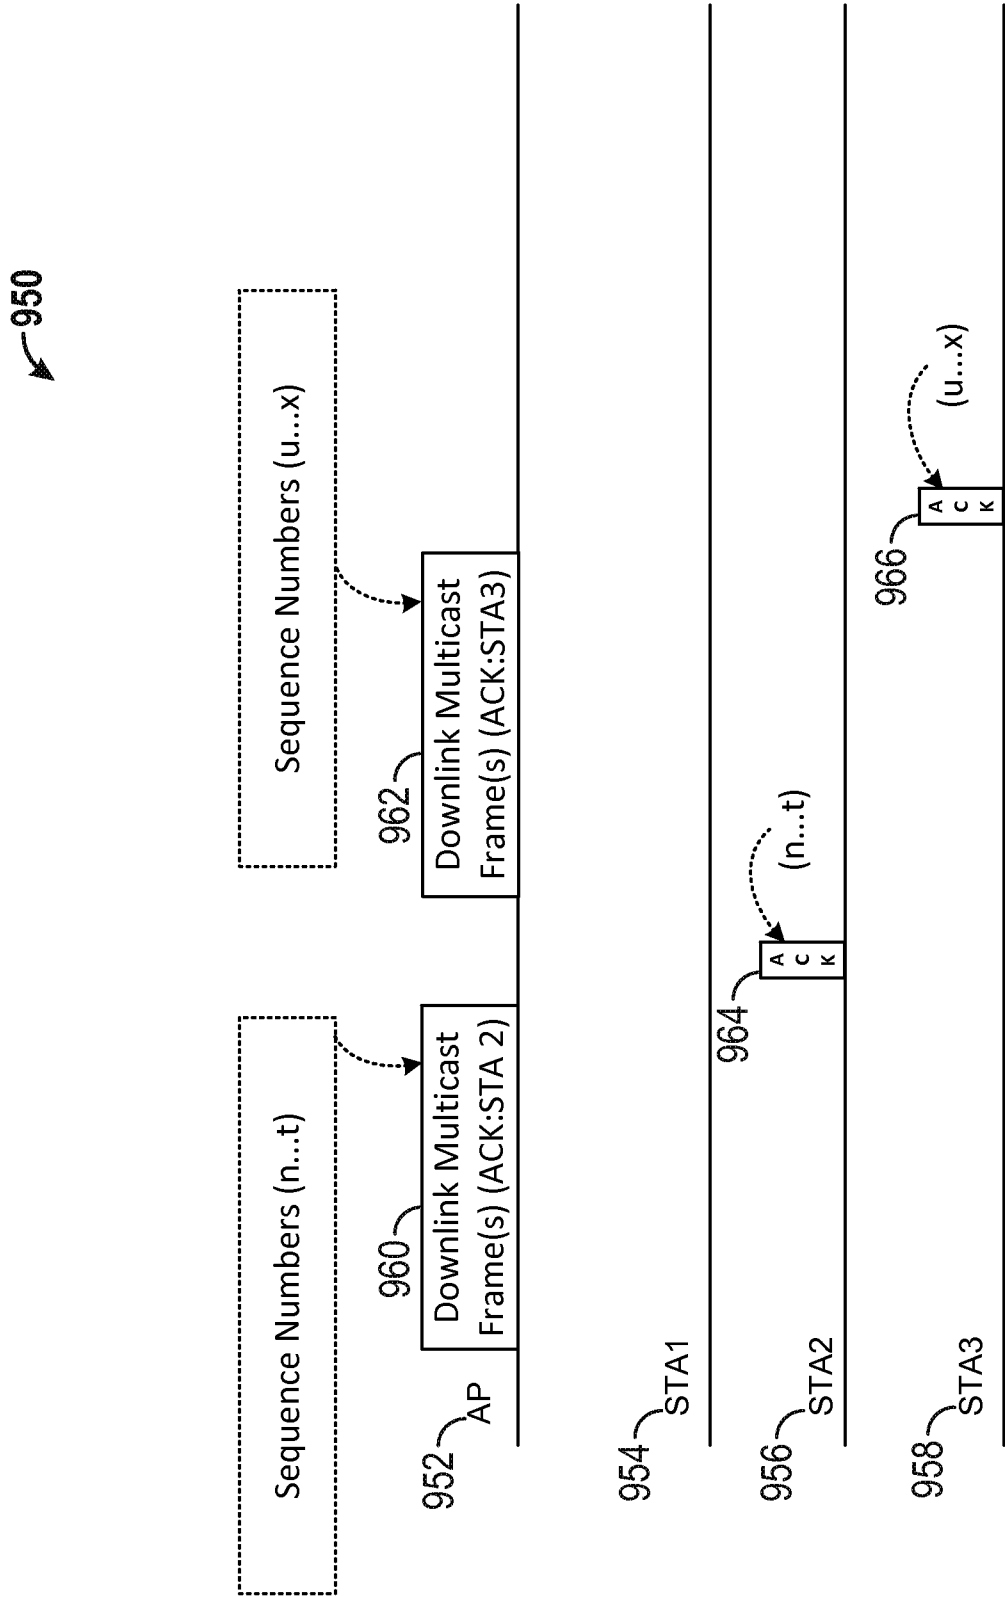 950
Sequence Numbers (n...t)
Sequence Numbers (u...x)
960
962
Downlink Multicast
Frame(s) (ACK:STA 2)
Downlink Multicast
Frame(s) (ACK:STA3)
952
AP
954
STA1
964
A
C
K
(n...t)
956
STA2
966
A
C
K
(u...x)
958
STA3